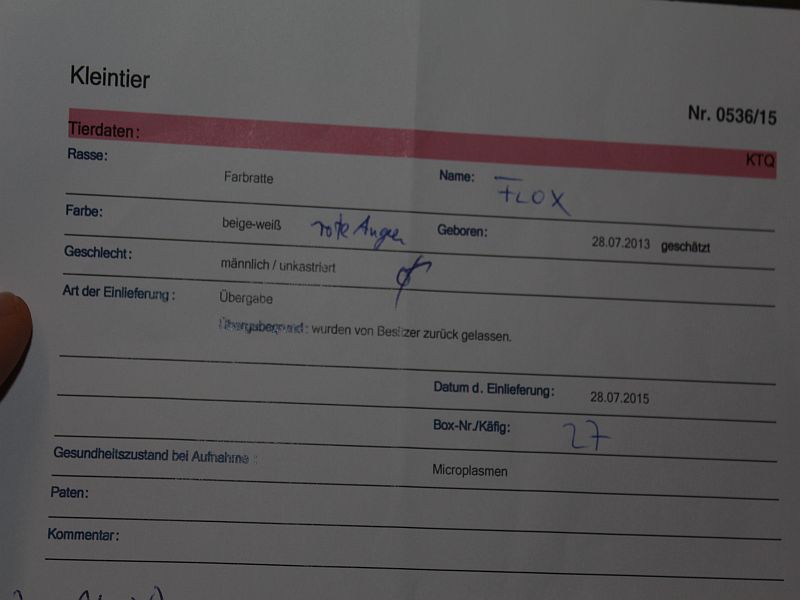 Kleintier
Nr. 0536/15
Tierdaten:
KTQ
Rasse: Farbratte Name: FLOX
Farbe: beige-weiß rote Augen Geboren: 28.07.2013 geschätzt
Geschlecht: männlich / unkastriert
Art der Einlieferung: Übergabe
Übergabegrund: wurden von Besitzer zurück gelassen.
Datum d. Einlieferung: 28.07.2015
Box-Nr./Käfig: 27
Gesundheitszustand bei Aufnahme: Microplasmen
Paten:
Kommentar: